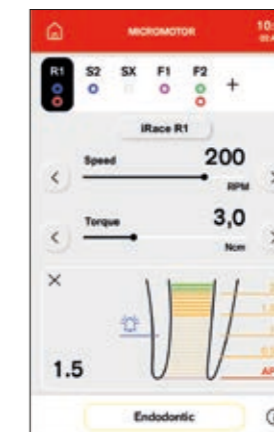 MICROMOTOR
10:
R1 S2 SX F1 F2 +
iRace R1
Speed 200
RPM
Torque 3,0
Ncm
1.5
AP
Endodontic